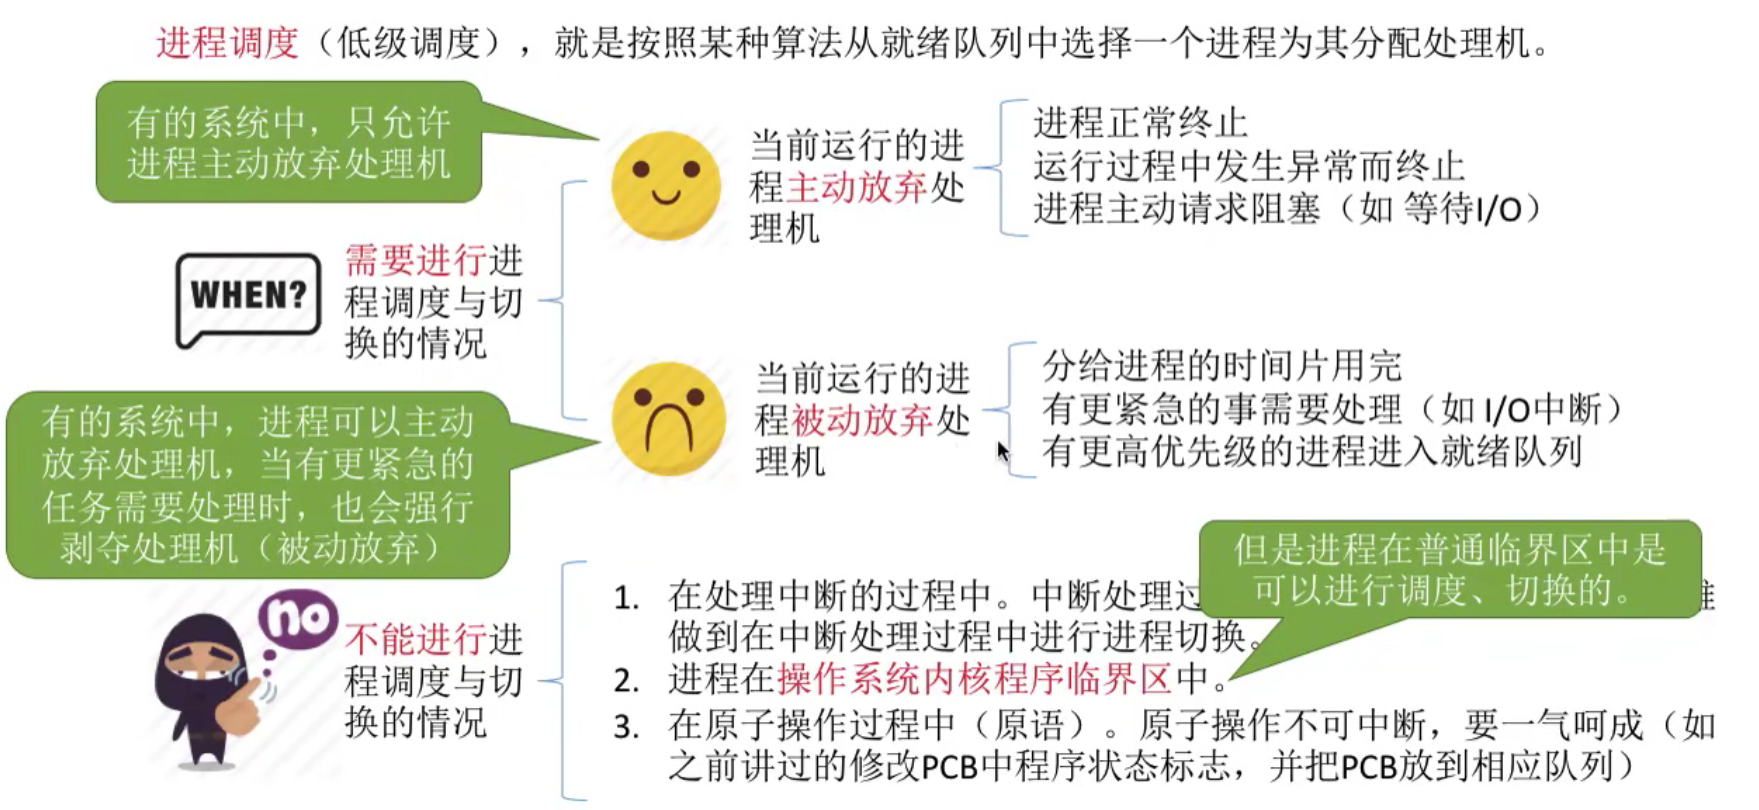 进程调度（低级调度），就是按照某种算法从就绪队列中选择一个进程为其分配处理机。
有的系统中，只允许
进程主动放弃处理机
当前运行的进
程主动放弃处
理机
进程正常终止
运行过程中发生异常而终止
进程主动请求阻塞（如 等待I/O）
WHEN?
需要进行进
程调度与切
换的情况
当前运行的进
程被动放弃处
理机
分给进程的时间片用完
有更紧急的事需要处理（如 I/O中断）
有更高优先级的进程进入就绪队列
有的系统中，进程可以主动
放弃处理机，当有更紧急的
任务需要处理时，也会强行
剥夺处理机（被动放弃）
但是进程在普通临界区中是
可以进行调度、切换的。
no
不能进行进
程调度与切
换的情况
1. 在处理中断的过程中。中断处理过
做到在中断处理过程中进行进程切换。
2. 进程在操作系统内核程序临界区中。
3. 在原子操作过程中（原语）。原子操作不可中断，要一气呵成（如
之前讲过的修改PCB中程序状态标志，并把PCB放到相应队列）